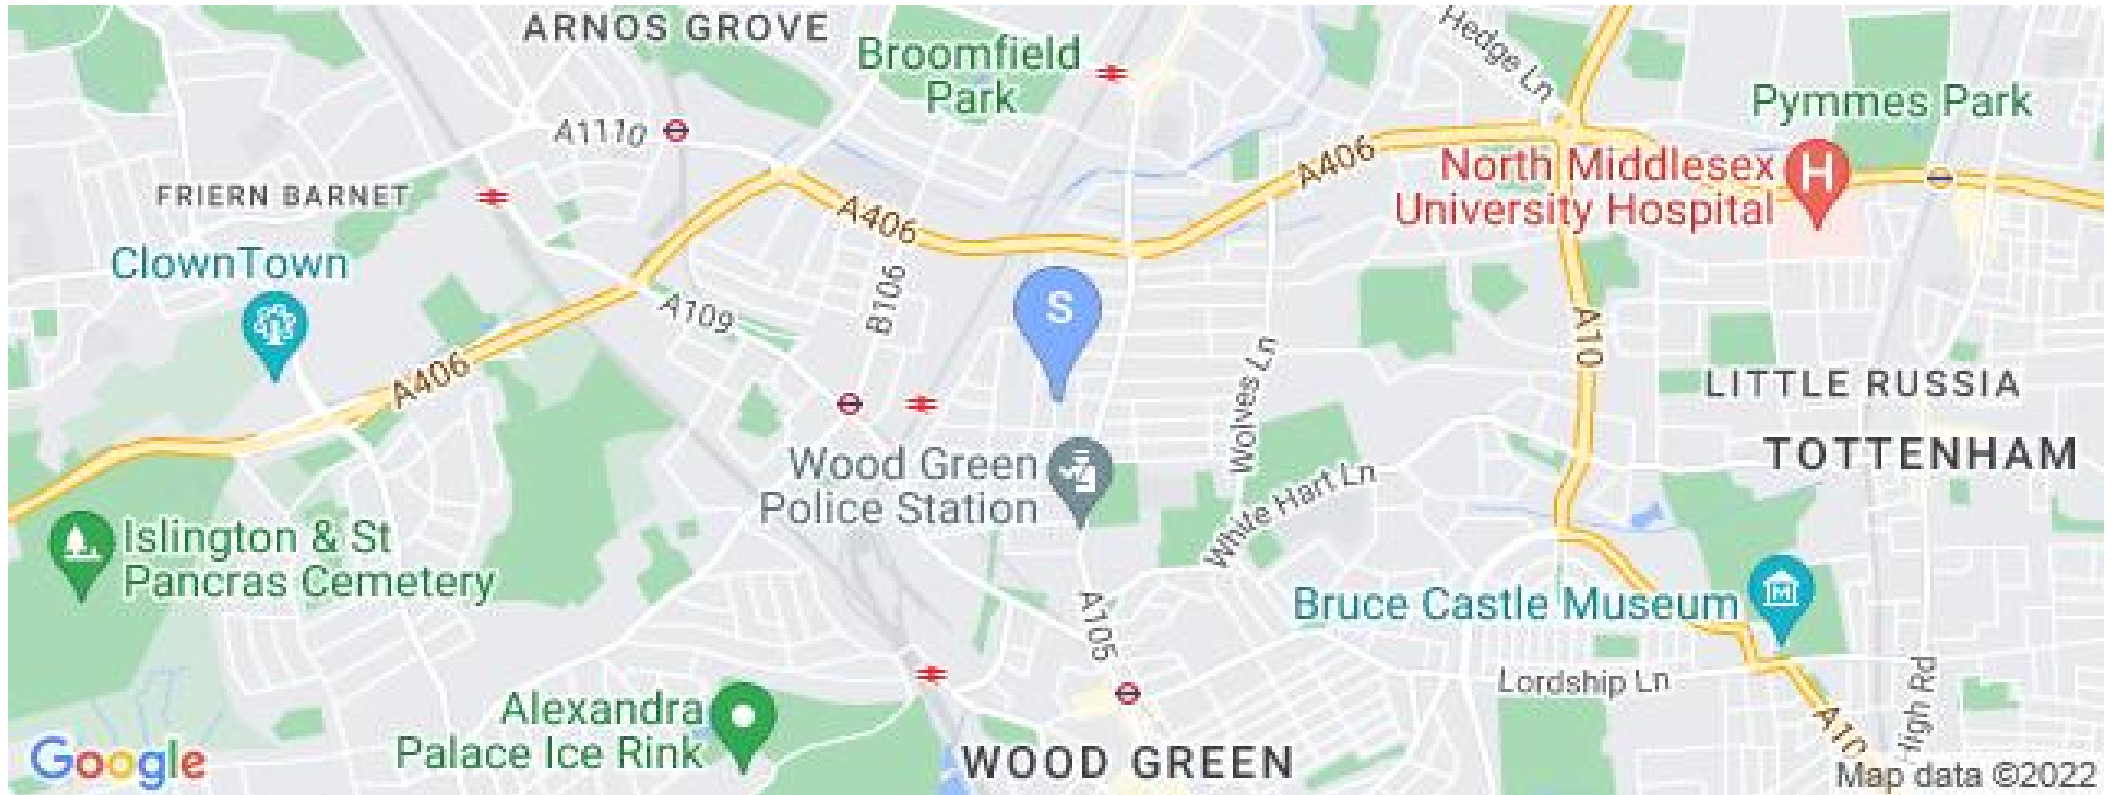 ARNOS GROVE
Hedge Ln
Broomfield
Park
Pymmes Park
A1110
A406
North Middlesex
University Hospital
H
FRIERN BARNET
A406
ClownTown
B106
A109
S
A10
A406
Wolves Ln
LITTLE RUSSIA
TOTTENHAM
Wood Green
Police Station
White Hart Ln
Islington & St
Pancras Cemetery
A105
Bruce Castle Museum
M
Lordship Ln
High Rd
Alexandra
Palace Ice Rink
A10
WOOD GREEN
Google
Map data ©2022